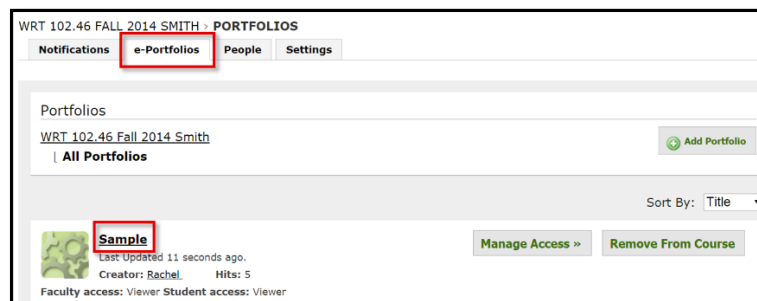 WRT 102.46 FALL 2014 SMITH › PORTFOLIOS
Notifications e-Portfolios People Settings
Portfolios
WRT 102.46 Fall 2014 Smith
All Portfolios
Add Portfolio
Sort By: Title
Sample
Last Updated 11 seconds ago.
Creator: Rachel Hits: 5
Faculty access: Viewer Student access: Viewer
Manage Access » Remove From Course